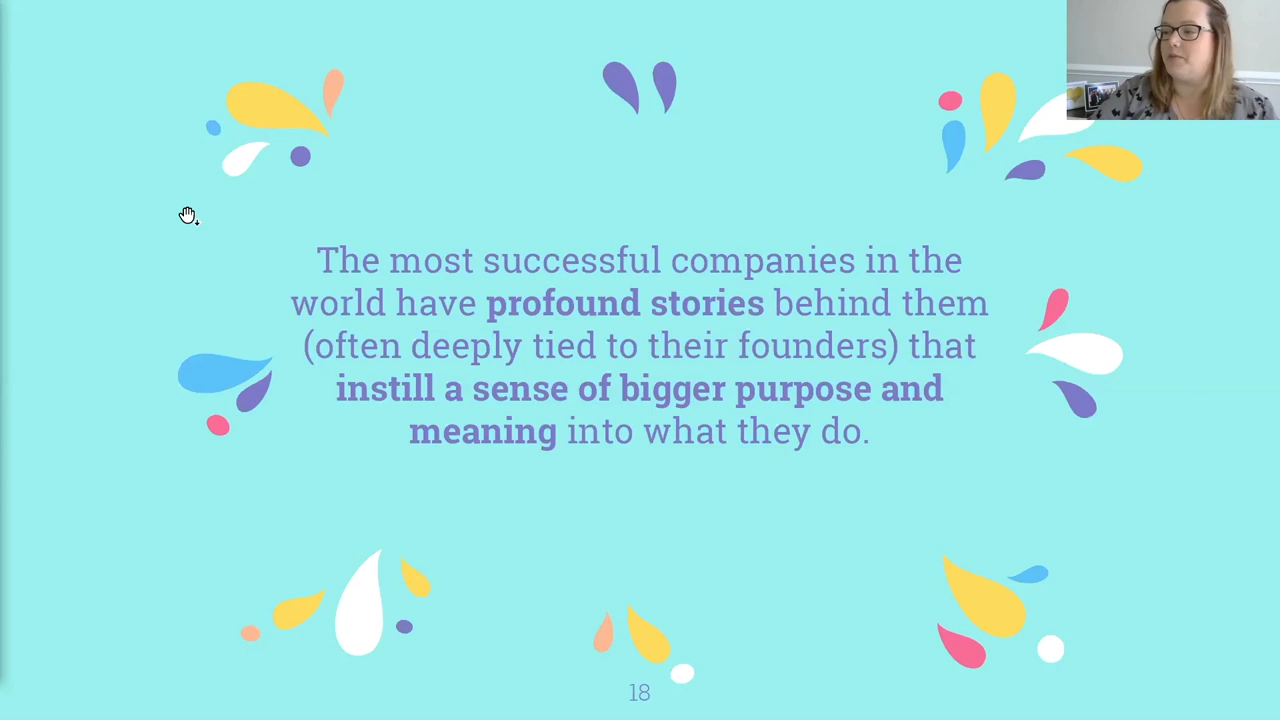 The most successful companies in the
world have profound stories behind them
(often deeply tied to their founders) that
instill a sense of bigger purpose and
meaning into what they do.
18